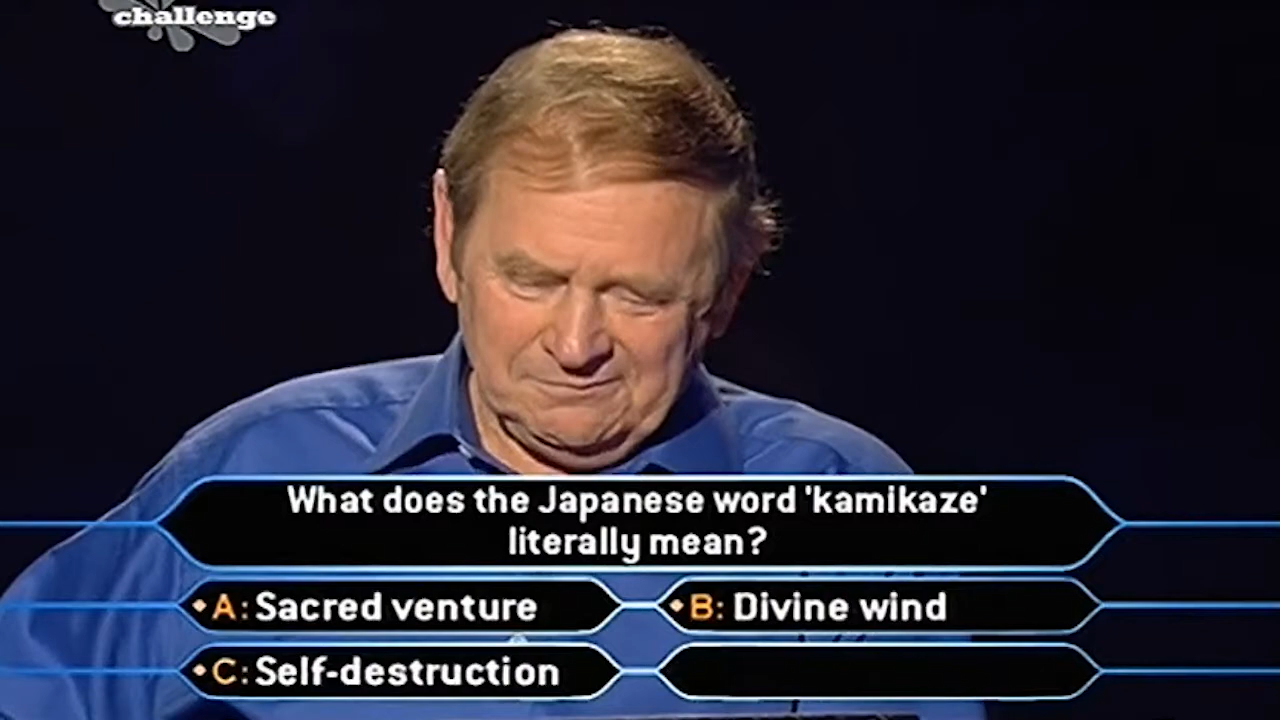 challenge
What does the Japanese word 'kamikaze'
literally mean?
A: Sacred venture
B: Divine wind
C: Self-destruction